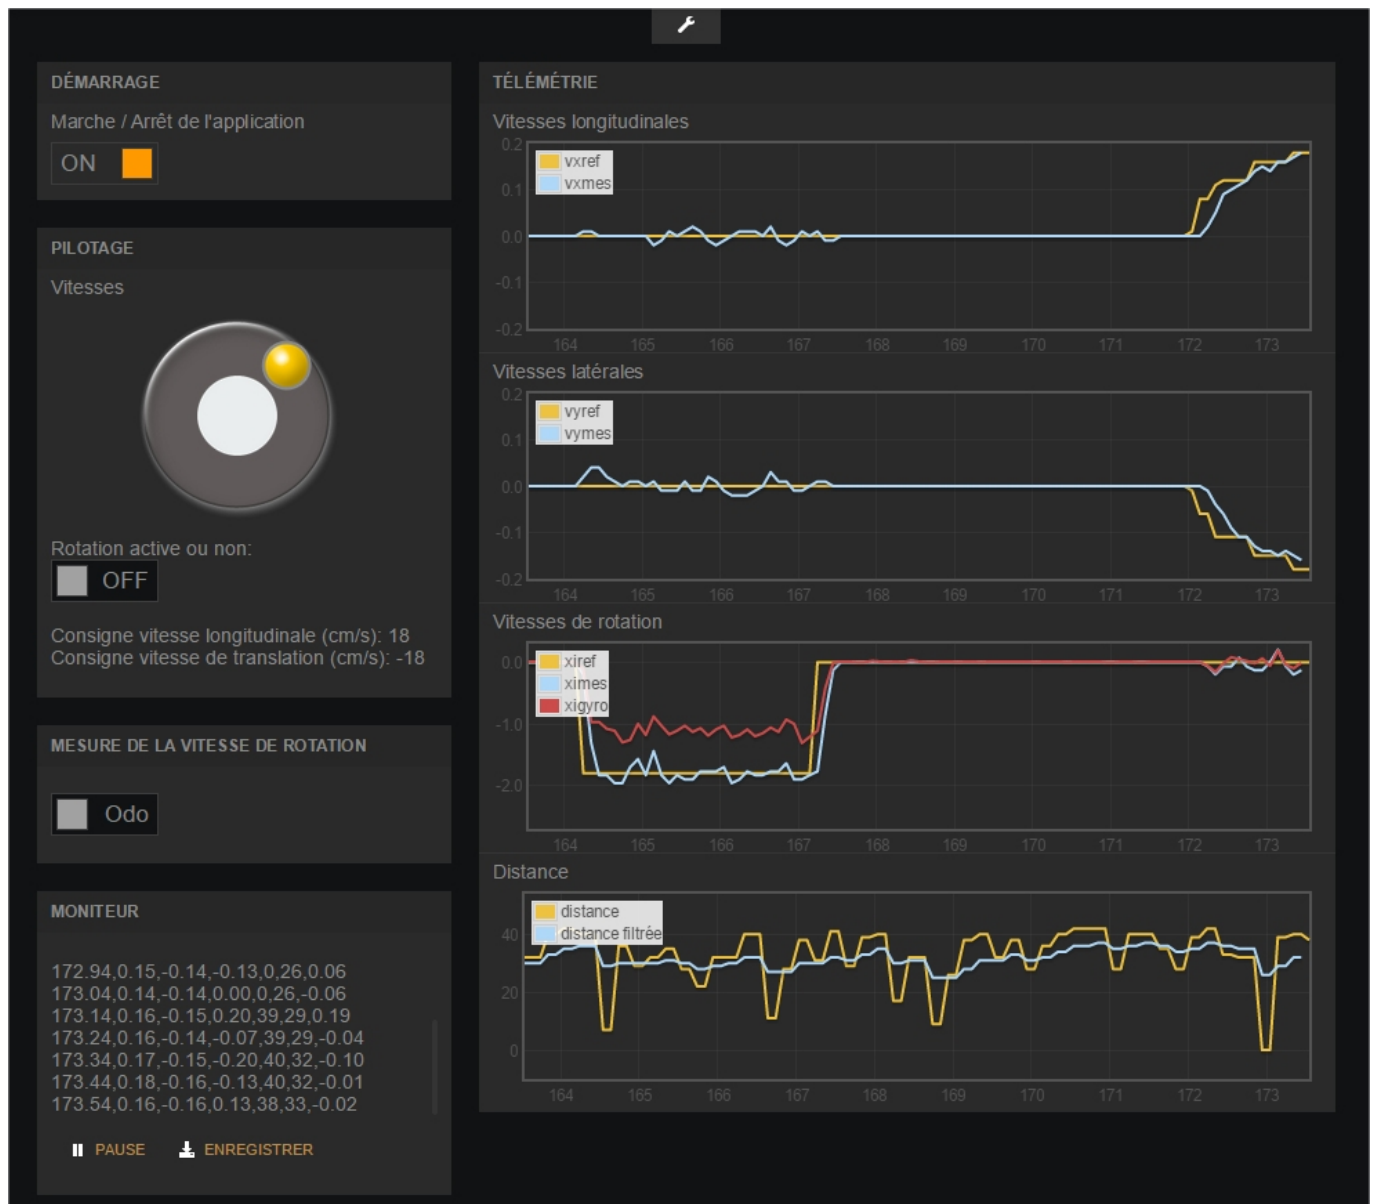 DÉMARRAGE
Marche / Arrêt de l'application
ON
PILOTAGE
Vitesses
Rotation active ou non:
OFF
Consigne vitesse longitudinale (cm/s): 18
Consigne vitesse de translation (cm/s): -18
MESURE DE LA VITESSE DE ROTATION
Odo
MONITEUR
172.94,0.15,-0.14,-0.13,0,26,0.06
173.04,0.14,-0.14,0.00,0,26,-0.06
173.14,0.16,-0.15,0.20,39,29,0.19
173.24,0.16,-0.14,-0.07,39,29,-0.04
173.34,0.17,-0.15,-0.20,40,32,-0.10
173.44,0.18,-0.16,-0.13,40,32,-0.01
173.54,0.16,-0.16,0.13,38,33,-0.02
PAUSE ENREGISTRER
TÉLÉMÉTRIE
Vitesses longitudinales
0.2
vxref
vxmes
0.1
0.0
-0.1
-0.2
164 165 166 167 168 169 170 171 172 173
Vitesses latérales
0.2
vyref
vymes
0.1
0.0
-0.1
-0.2
164 165 166 167 168 169 170 171 172 173
Vitesses de rotation
0.0
xiref
ximes
xigyro
-1.0
-2.0
164 165 166 167 168 169 170 171 172 173
Distance
distance
distance filtrée
40
20
0
164 165 166 167 168 169 170 171 172 173